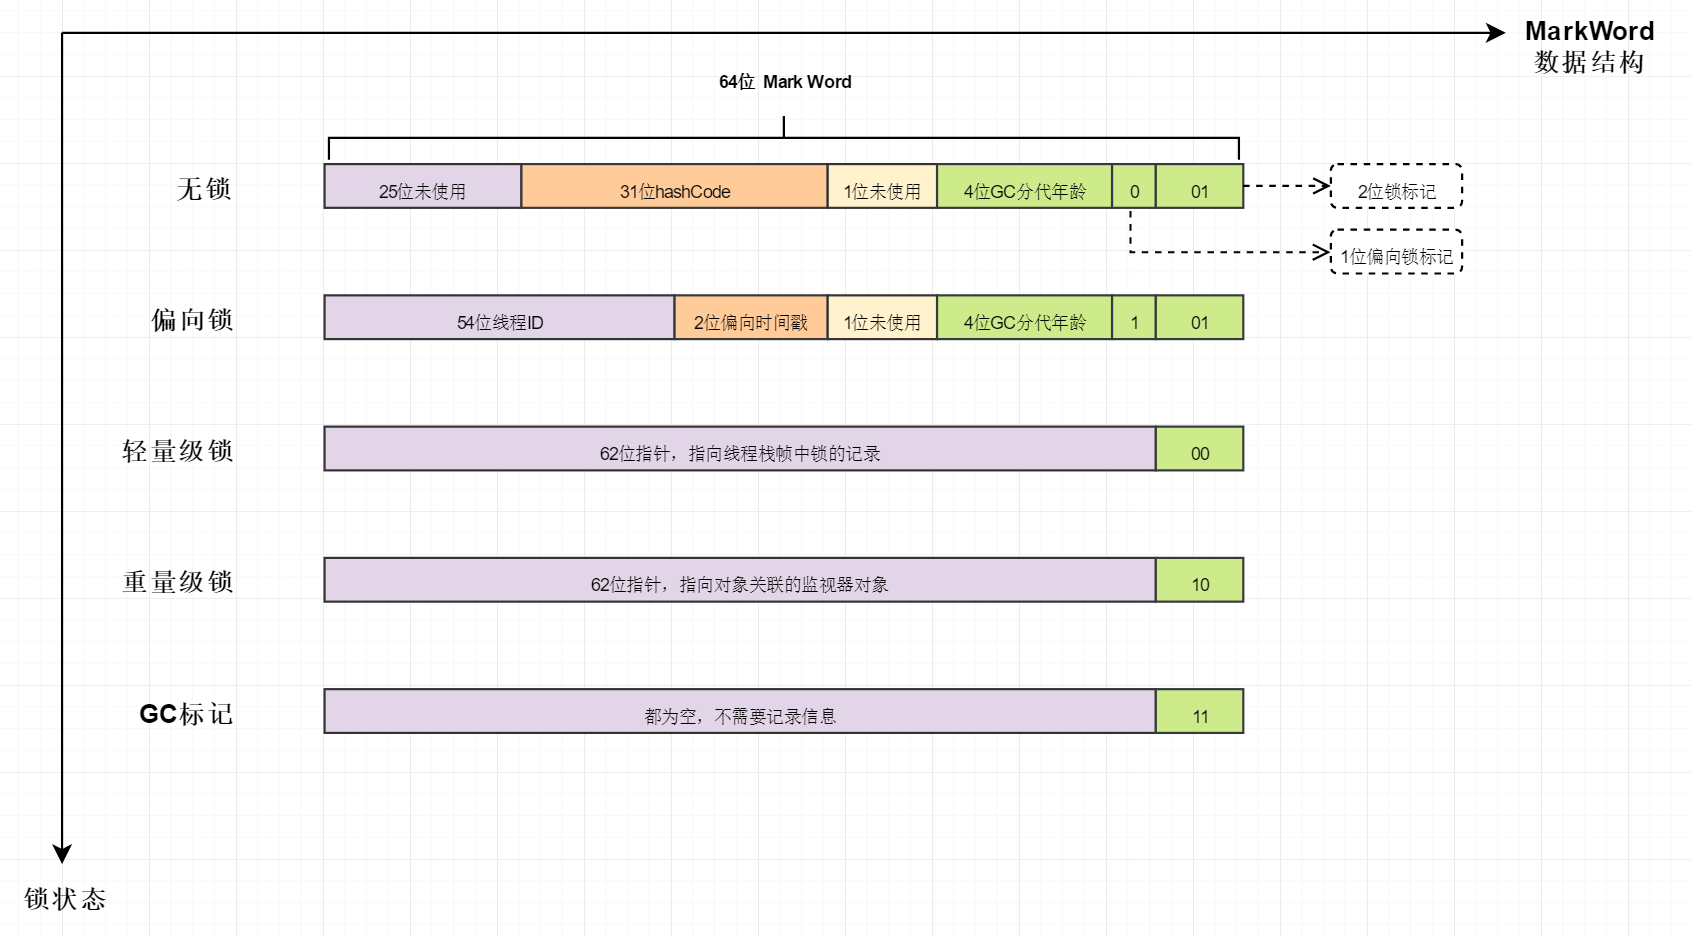 MarkWord
数据结构
64位 Mark Word
无锁
25位未使用
31位hashCode
1位未使用
4位GC分代年龄
0
01
2位锁标记
1位偏向锁标记
偏向锁
54位线程ID
2位偏向时间戳
1位未使用
4位GC分代年龄
1
01
轻量级锁
62位指针，指向线程栈帧中锁的记录
00
重量级锁
62位指针，指向对象关联的监视器对象
10
GC标记
都为空，不需要记录信息
11
锁状态